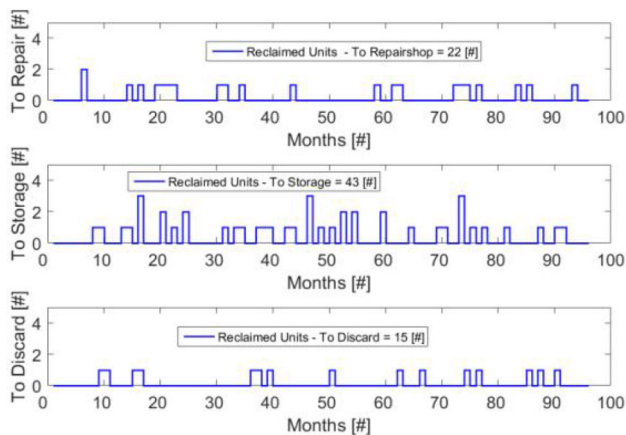 To Repair [#]
4
2
0
Reclaimed Units - To Repairshop = 22 [#]
0 10 20 30 40 50 60 70 80 90 100
Months [#]
To Storage [#]
4
2
0
Reclaimed Units - To Storage = 43 [#]
0 10 20 30 40 50 60 70 80 90 100
Months [#]
To Discard [#]
4
2
0
Reclaimed Units - To Discard = 15 [#]
0 10 20 30 40 50 60 70 80 90 100
Months [#]